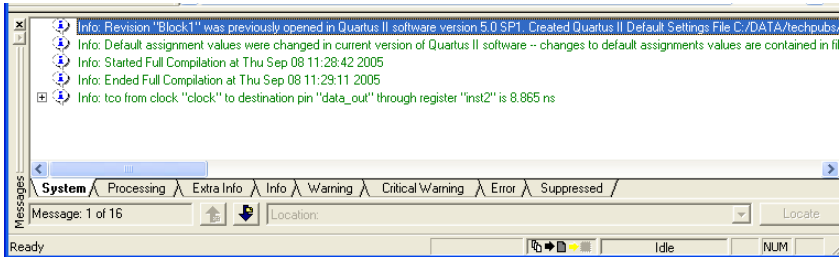 Info: Revision "Block1" was previously opened in Quartus II software version 5.0 SP1. Created Quartus II Default Settings File C:/DATA/techpubs/
Info: Default assignment values were changed in current version of Quartus II software -- changes to default assignments values are contained in fil
Info: Started Full Compilation at Thu Sep 08 11:28:42 2005
Info: Ended Full Compilation at Thu Sep 08 11:29:11 2005
Info: tco from clock "clock" to destination pin "data_out" through register "inst2" is 8.865 ns
System Processing Extra Info Info Warning Critical Warning Error Suppressed
Messages
Message: 1 of 16 Location: Locate
Ready Idle NUM